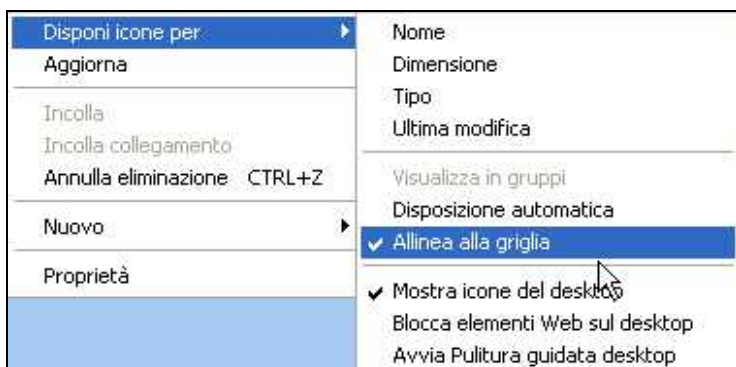 Disponi icone per
Aggiorna
Incolla
Incolla collegamento
Annulla eliminazione CTRL+Z
Nuovo
Proprietà
Nome
Dimensione
Tipo
Ultima modifica
Visualizza in gruppi
Disposizione automatica
Allinea alla griglia
Mostra icone del desktop
Blocca elementi Web sul desktop
Avvia Pulitura guidata desktop